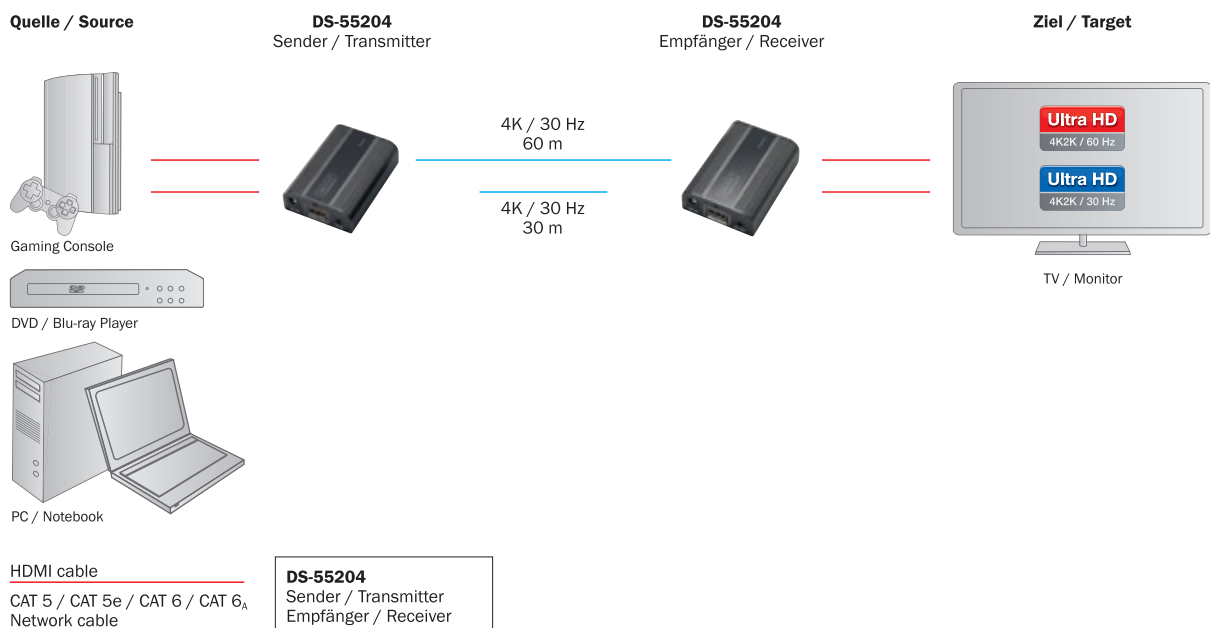 Quelle / Source
DS-55204
Sender / Transmitter
DS-55204
Empfänger / Receiver
Ziel / Target
4K / 30 Hz
60 m
4K / 30 Hz
30 m
Ultra HD
4K2K / 60 Hz
Ultra HD
4K2K / 30 Hz
Gaming Console
TV / Monitor
DVD
DVD / Blu-ray Player
PC / Notebook
HDMI cable
CAT 5 / CAT 5e / CAT 6 / CAT 6A
Network cable
DS-55204
Sender / Transmitter
Empfänger / Receiver